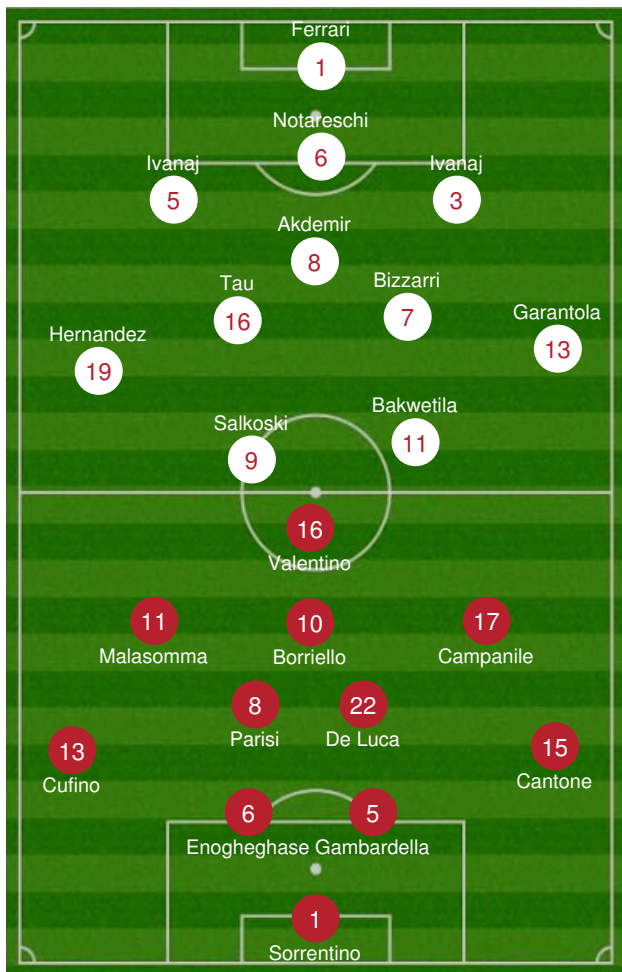 Ferrari
1
Notareschi
6
Ivanaj
5
Ivanaj
3
Akdemir
8
Tau
16
Bizzarri
7
Garantola
13
Hernandez
19
Bakwetila
11
Salkoski
9
16
Valentino
11
Malasomma
10
Borriello
17
Campanile
8
Parisi
22
De Luca
13
Cufino
15
Cantone
6
Enogheghase
5
Gambardella
1
Sorrentino